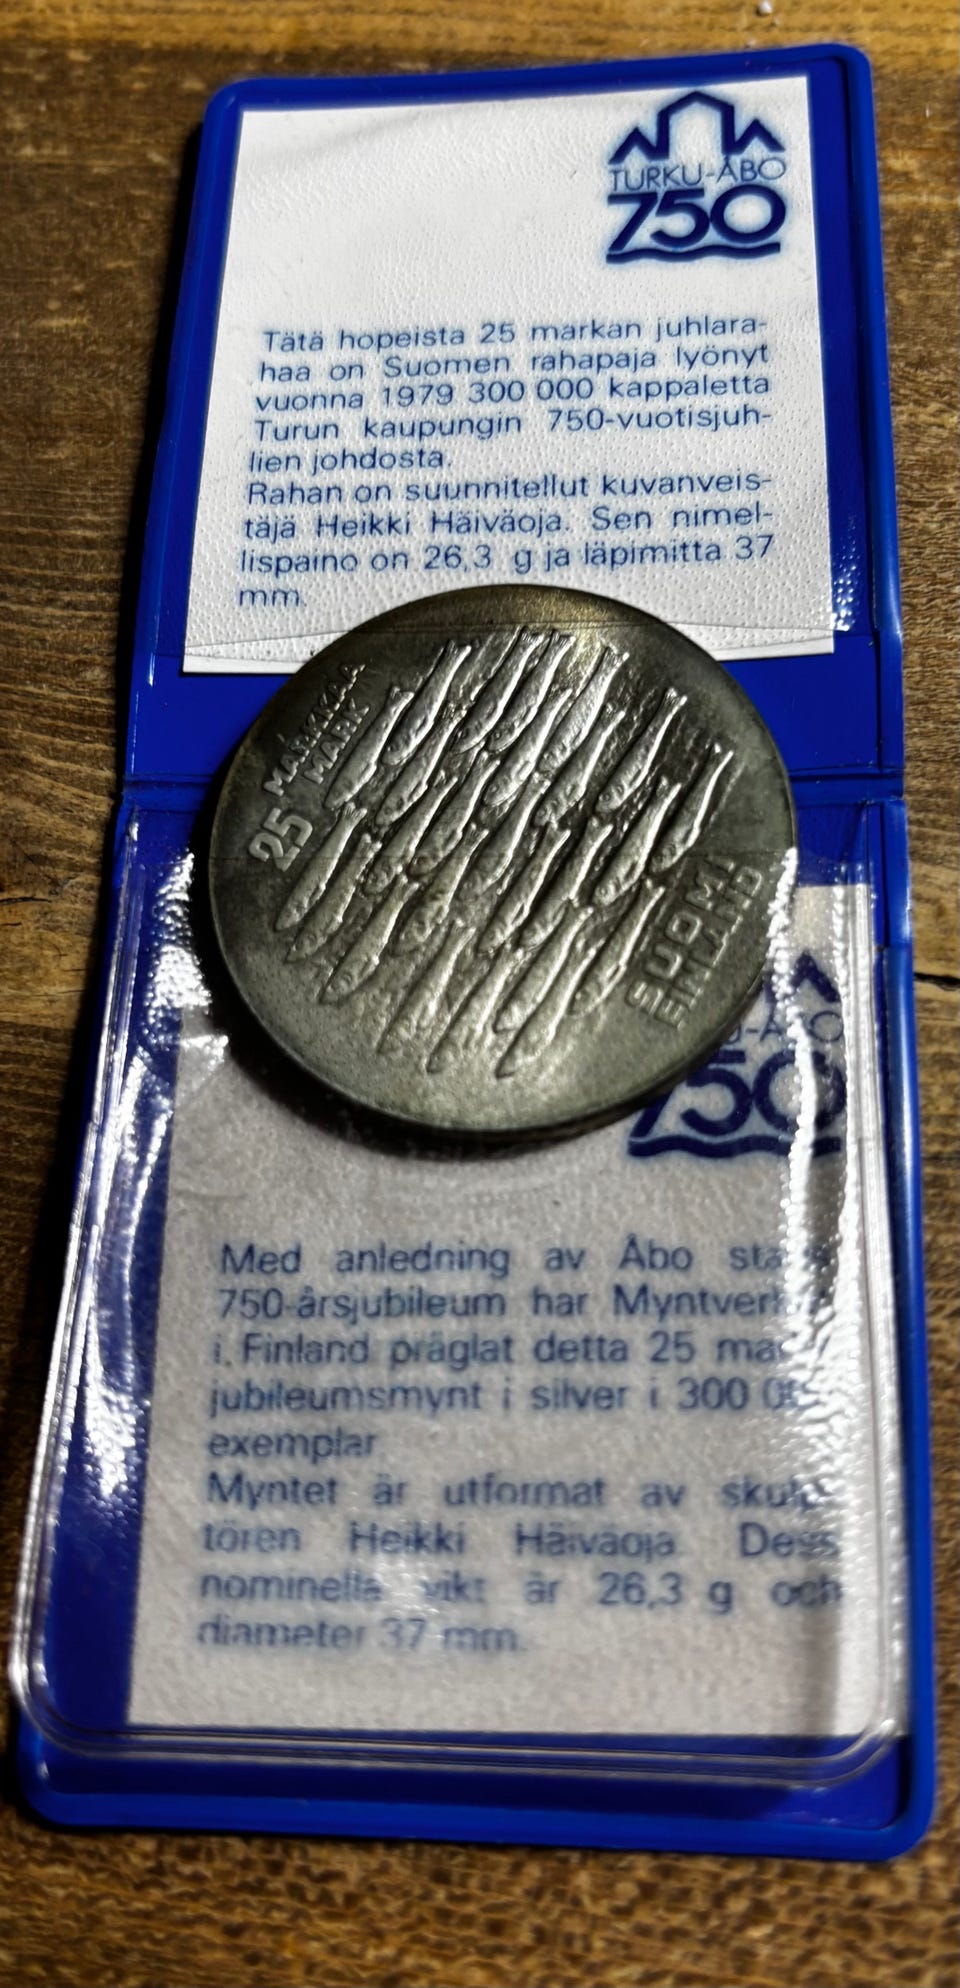 TURKU-ÅBO
750
Tätä hopeista 25 markan juhlara-
haa on Suomen rahapaja lyönyt
vuonna 1979 300 000 kappaletta
Turun kaupungin 750-vuotisjuh-
lien johdosta.
Rahan on suunnitellut kuvanveis-
täjä Heikki Häiväoja. Sen nimel-
lispaino on 26,3 g ja läpimitta 37
mm.
25 MARKKAA
MARK
SUOMI
FINLAND
750
Med anledning av Åbo
750-årsjubileum har
i Finland präglat detta 25
jubileumsmynt i silver i 300
exemplar
Myntet är utformat av
tören Heikki Häiväoja. Dess
nominella vikt är 26,3 g och
diameter 37 mm.